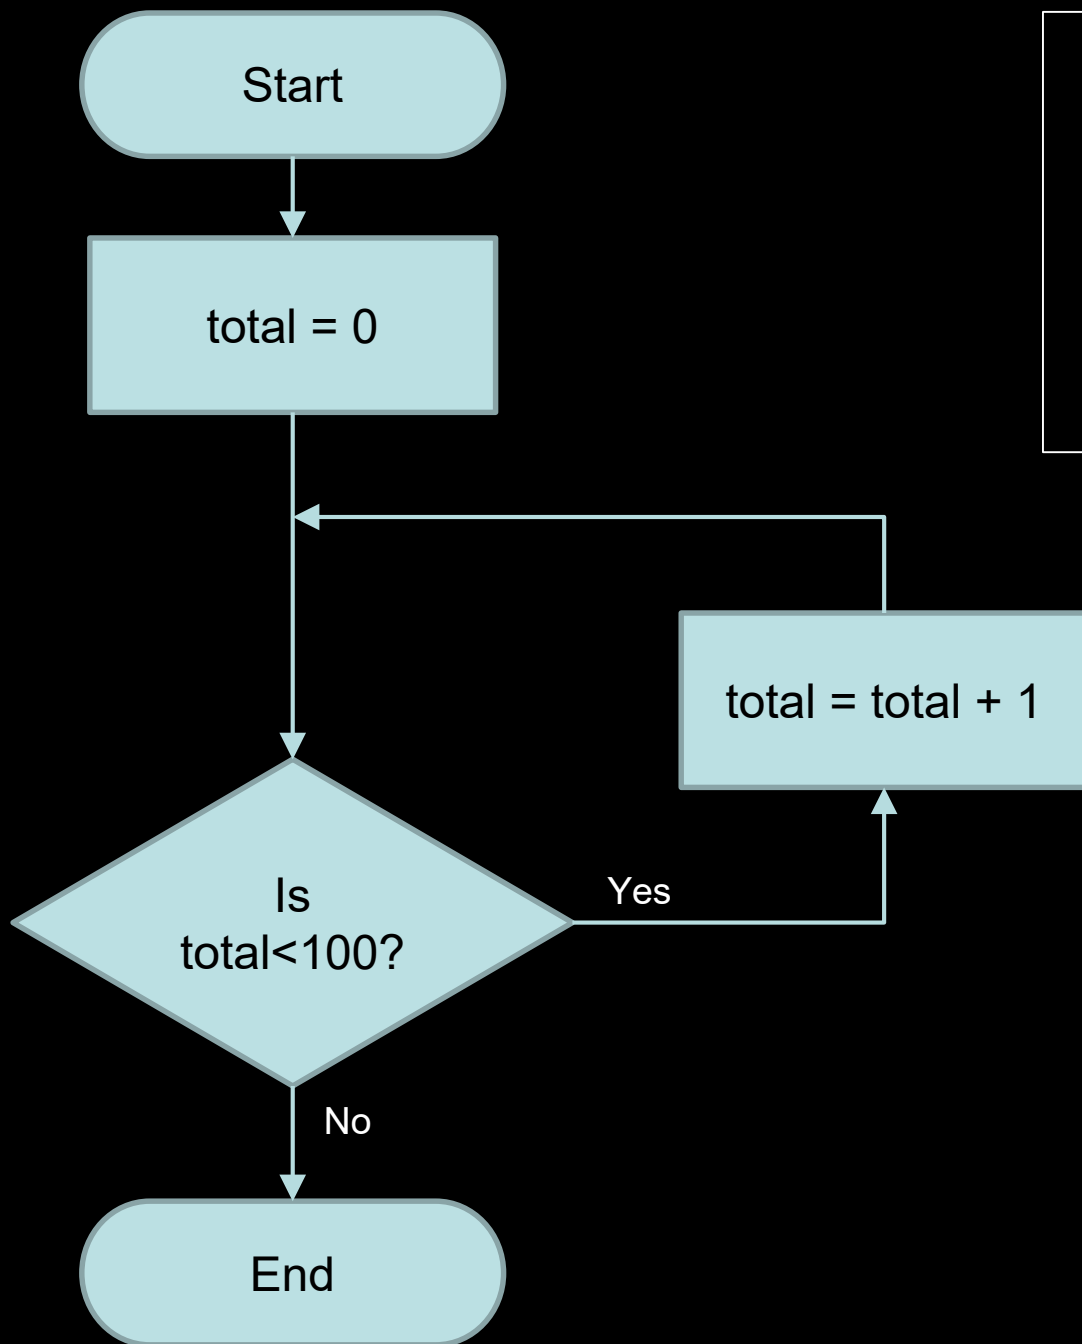 Start
total = 0
total = total + 1
Is
total<100?
Yes
No
End